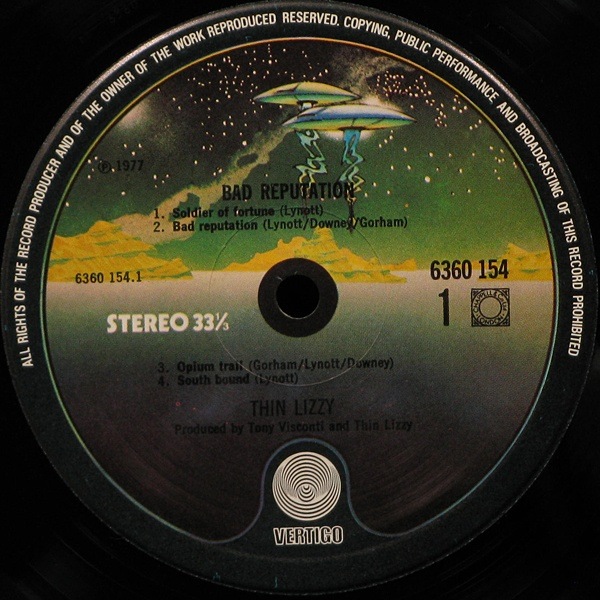 ALL RIGHTS OF THE RECORD PRODUCER AND OF THE OWNER OF THE WORK REPRODUCED RESERVED. COPYING, PUBLIC PERFORMANCE AND BROADCASTING OF THIS RECORD PROHIBITED
℗ 1977
BAD REPUTATION
1. Soldier of fortune (Lynott)
2. Bad reputation (Lynott/Downey/Gorham)
6360 154.1
6360 154
STEREO 33⅓
1
3. Opium trail (Gorham/Lynott/Downey)
4. South bound (Lynott)
THIN LIZZY
Produced by Tony Visconti and Thin Lizzy
VERTIGO